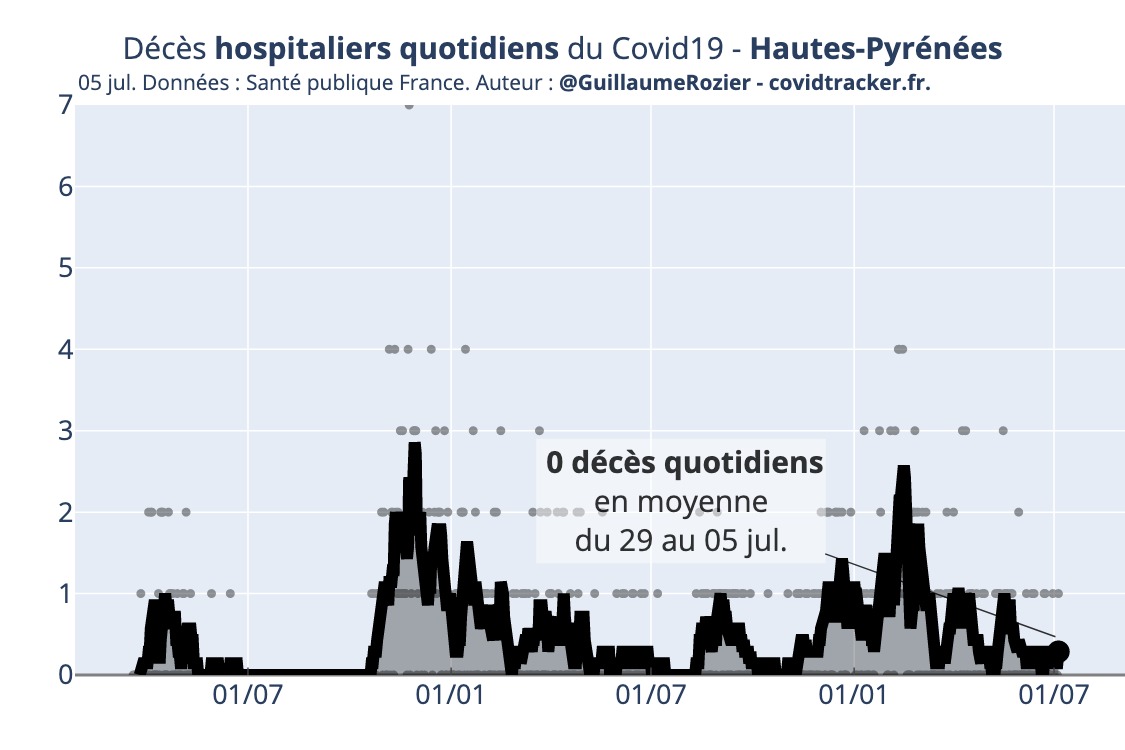 Décès hospitaliers quotidiens du Covid19 - Hautes-Pyrénées
05 jul. Données : Santé publique France. Auteur : @GuillaumeRozier - covidtracker.fr.
7
6
5
4
3
0 décès quotidiens
en moyenne
du 29 au 05 jul.
2
1
0
01/07 01/01 01/07 01/01 01/07